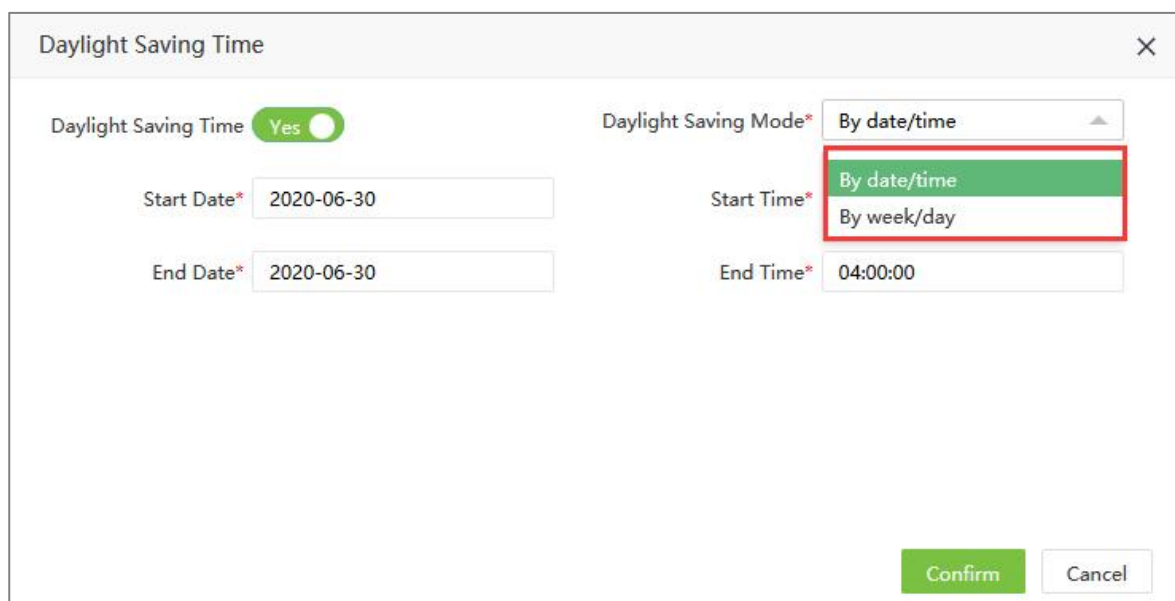 Daylight Saving Time
Daylight Saving Time Yes Daylight Saving Mode* By date/time
By date/time
Start Date* 2020-06-30 Start Time*
By week/day
End Date* 2020-06-30 End Time* 04:00:00
Confirm Cancel